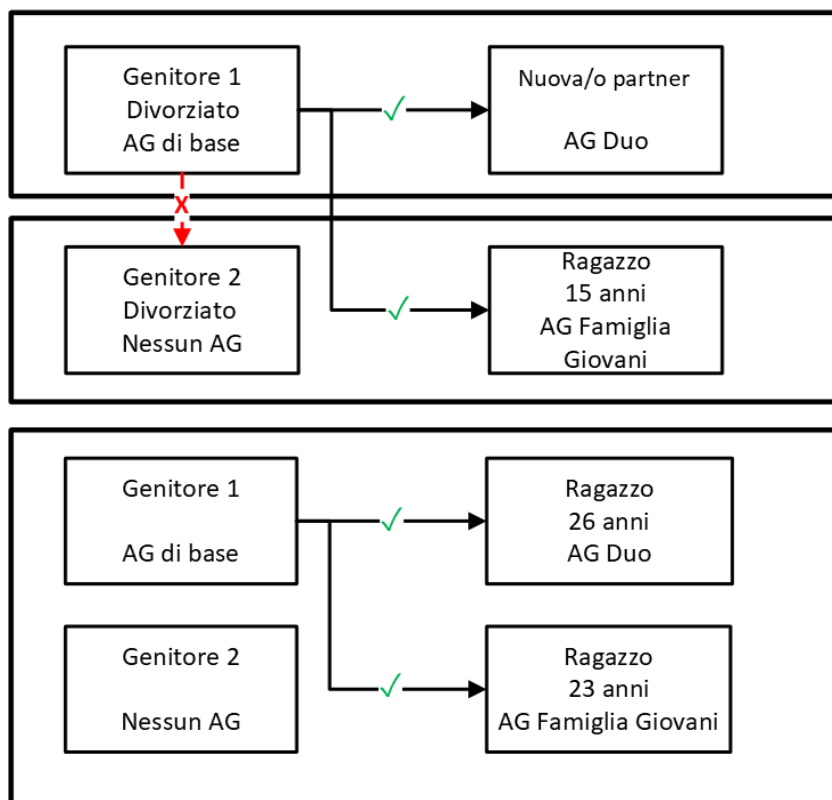 Genitore 1
Divorziato
AG di base
Nuova/o partner
AG Duo
X
Genitore 2
Divorziato
Nessun AG
Ragazzo
15 anni
AG Famiglia
Giovani
Genitore 1
AG di base
Ragazzo
26 anni
AG Duo
Genitore 2
Nessun AG
Ragazzo
23 anni
AG Famiglia Giovani